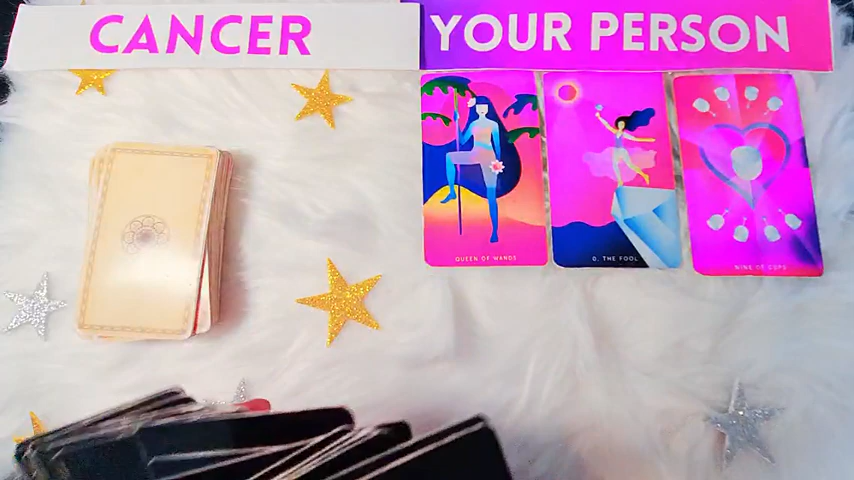 CANCER
YOUR PERSON
QUEEN OF WANDS
0. THE FOOL
NINE OF CUPS